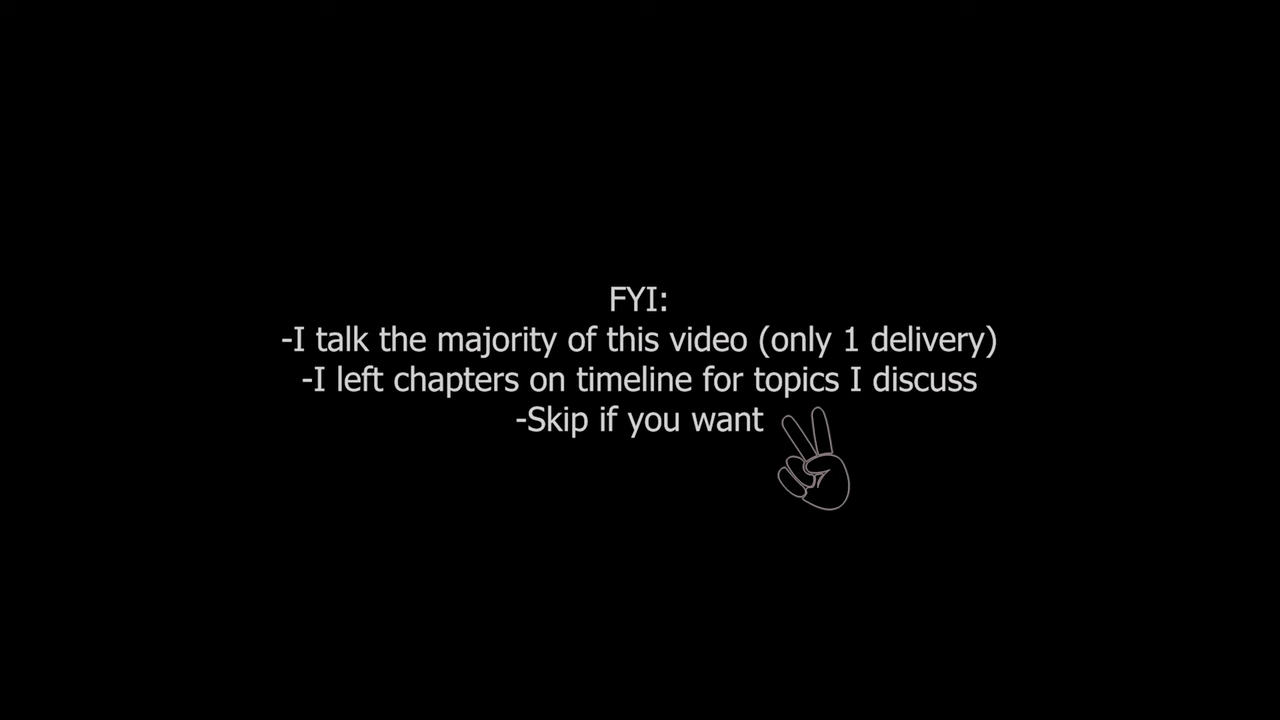 FYI:
-I talk the majority of this video (only 1 delivery)
-I left chapters on timeline for topics I discuss
-Skip if you want